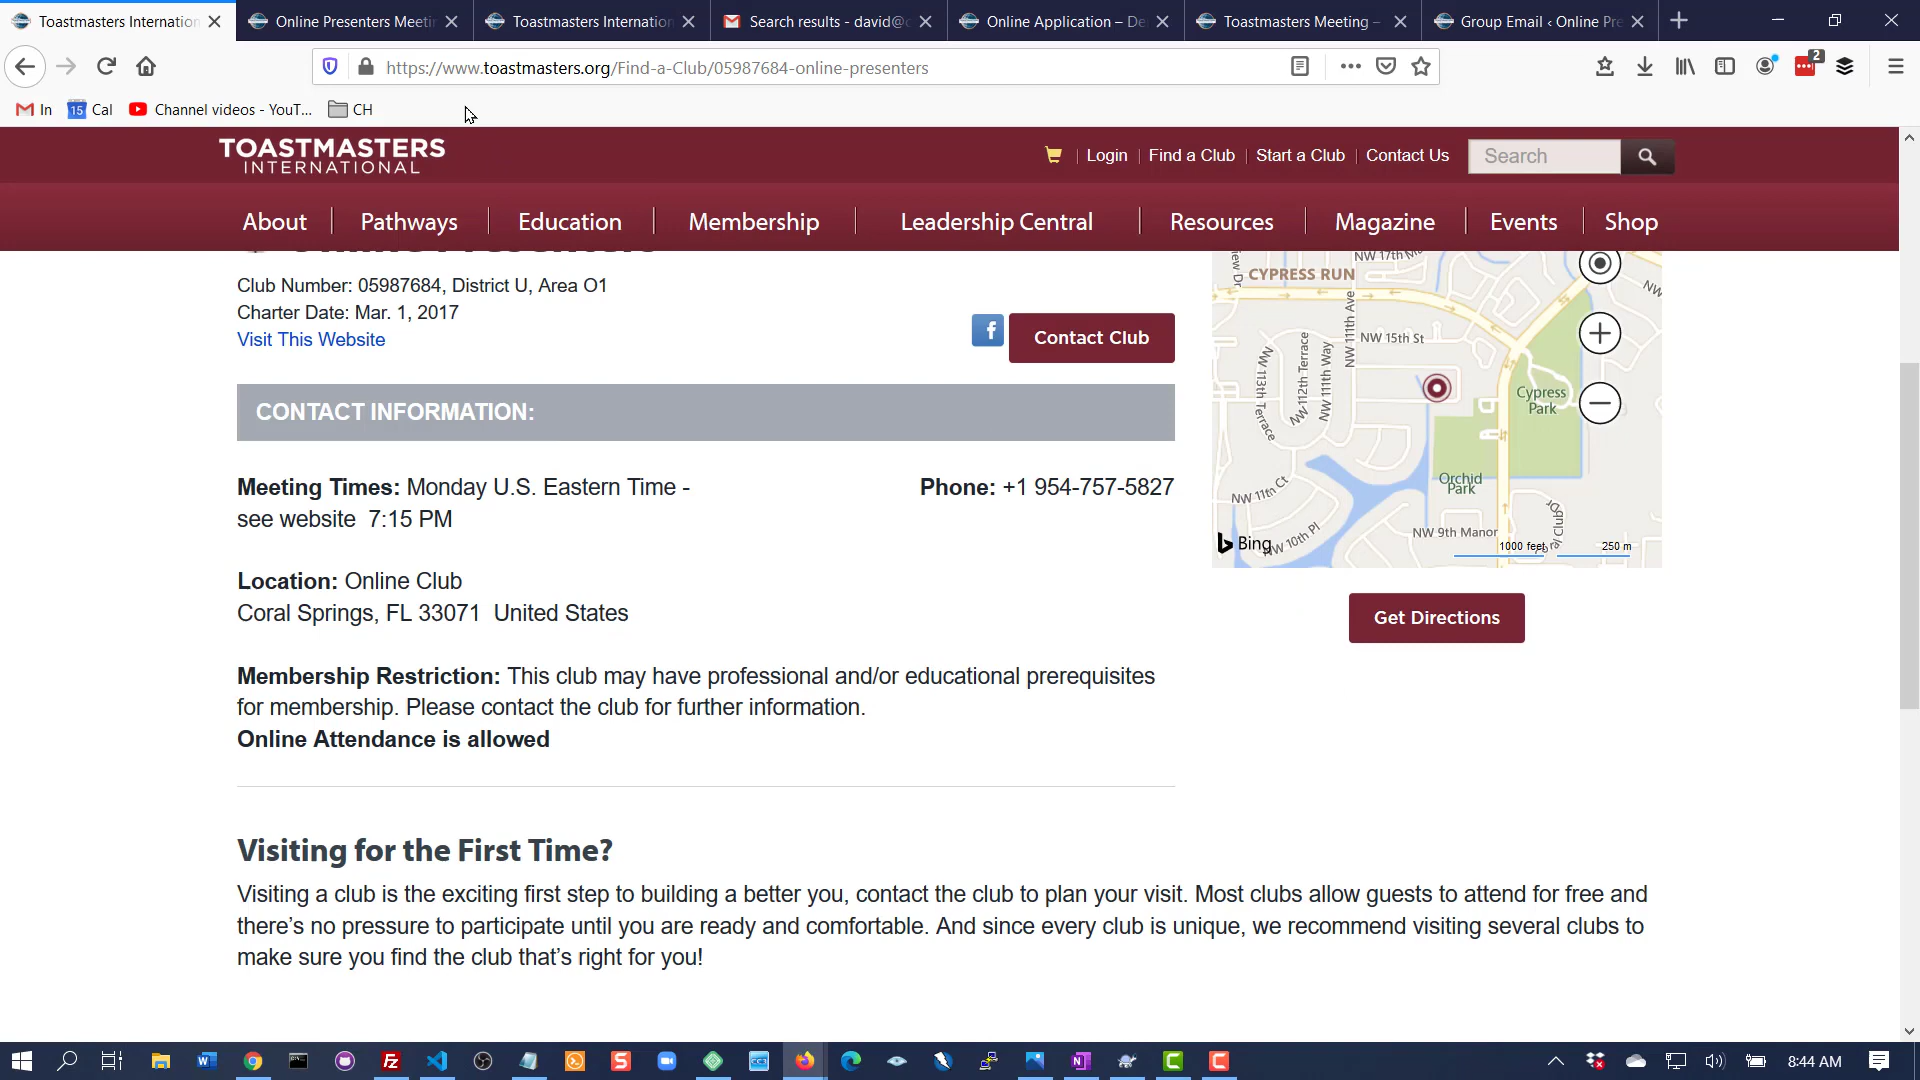 Toastmasters Internation
Online Presenters Meetin
Toastmasters Internation
Search results - david@
Online Application – De
Toastmasters Meeting –
Group Email ‹ Online Pre
https://www.toastmasters.org/Find-a-Club/05987684-online-presenters
2
In
15 Cal
Channel videos - YouT...
CH
TOASTMASTERS
INTERNATIONAL
Login
Find a Club
Start a Club
Contact Us
Search
About
Pathways
Education
Membership
Leadership Central
Resources
Magazine
Events
Shop
Club Number: 05987684, District U, Area O1
Charter Date: Mar. 1, 2017
Visit This Website
Contact Club
CONTACT INFORMATION:
Meeting Times: Monday U.S. Eastern Time -
see website 7:15 PM
Phone: +1 954-757-5827
Location: Online Club
Coral Springs, FL 33071 United States
Membership Restriction: This club may have professional and/or educational prerequisites
for membership. Please contact the club for further information.
Online Attendance is allowed
CYPRESS RUN
NW
NW 111th Ave
NW 15th St
NW 113th Terrace
NW 112th Terrace
NW 111th Way
Cypress
Park
Orchid
Park
NW 11th Ct
NW 10th Pl
NW 9th Manor
1000 feet
250 m
Bing
Get Directions
Visiting for the First Time?
Visiting a club is the exciting first step to building a better you, contact the club to plan your visit. Most clubs allow guests to attend for free and
there's no pressure to participate until you are ready and comfortable. And since every club is unique, we recommend visiting several clubs to
make sure you find the club that's right for you!
8:44 AM